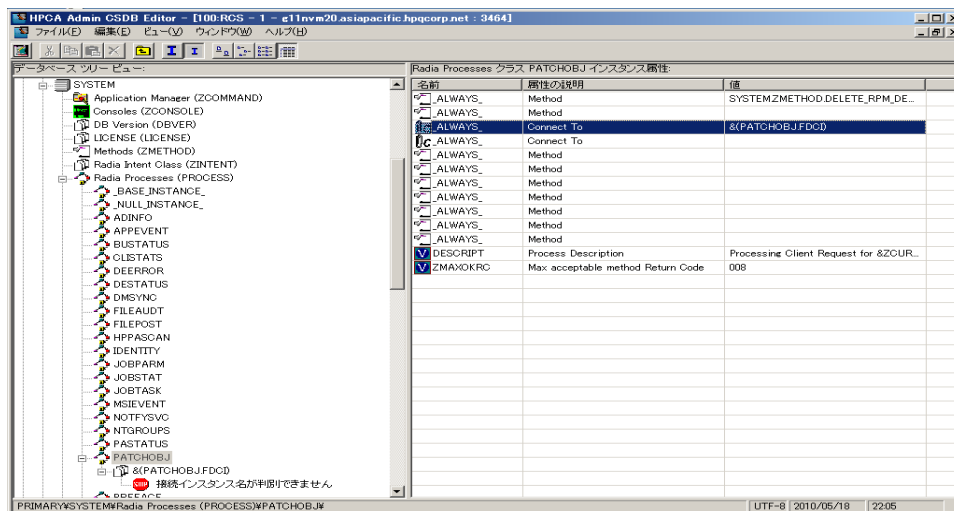 HPCA Admin CSDB Editor - [100:RCS - 1 - g11nvm20.asiapacific.hpqcorp.net : 3464]
ファイル(F) 編集(E) ビュー(V) ウィンドウ(W) ヘルプ(H)
データベース ツリー ビュー:
SYSTEM
Application Manager (ZCOMMAND)
Consoles (ZCONSOLE)
DB Version (DBVER)
LICENSE (LICENSE)
Methods (ZMETHOD)
Radia Intent Class (ZINTENT)
Radia Processes (PROCESS)
_BASE_INSTANCE_
_NULL_INSTANCE_
ADINFO
APPEVENT
BUSTATUS
CLISTATS
DEERROR
DESTATUS
DMSYNC
FILEAUDT
FILEPOST
HPPASCAN
IDENTITY
JOBPARM
JOBSTAT
JOBTASK
MSIEVENT
NOTFYSVC
NTGROUPS
PASTATUS
PATCHOBJ
&(PATCHOBJ.FDCI)
接続インスタンス名が判別できません
PREFACE
Radia Processes クラス PATCHOBJ インスタンス属性:
名前 属性の説明 値
_ALWAYS_ Method SYSTEM.ZMETHOD.DELETE_RPM_DE...
_ALWAYS_ Method
_ALWAYS_ Connect To &(PATCHOBJ.FDCI)
_ALWAYS_ Connect To
_ALWAYS_ Method
_ALWAYS_ Method
_ALWAYS_ Method
_ALWAYS_ Method
_ALWAYS_ Method
_ALWAYS_ Method
_ALWAYS_ Method
DESCRIPT Process Description Processing Client Request for &ZCUR...
ZMAXOKRC Max acceptable method Return Code 008
PRIMARY¥SYSTEM¥Radia Processes (PROCESS)¥PATCHOBJ¥ UTF-8 2010/05/18 22:05